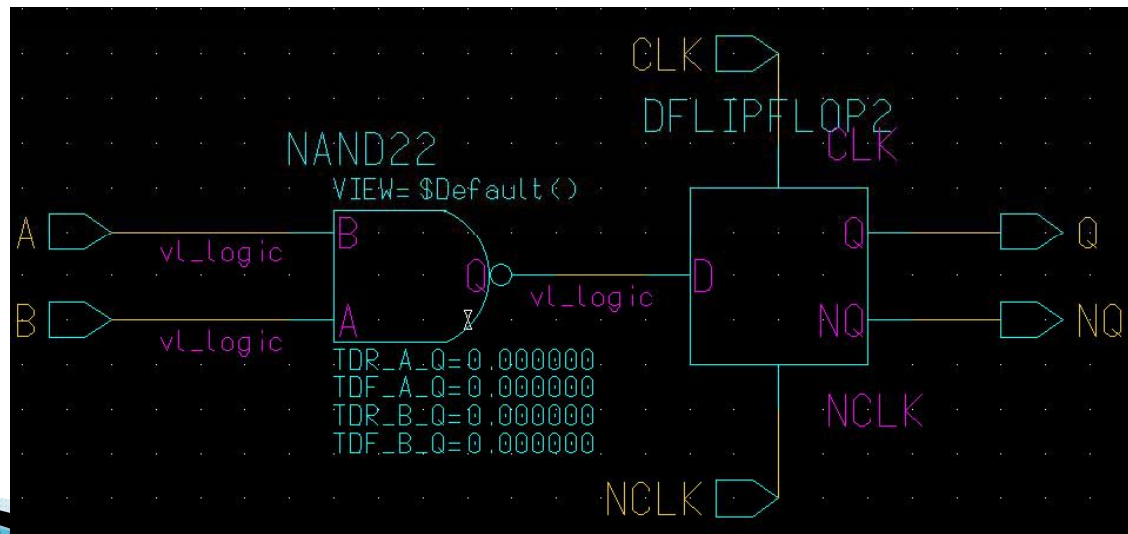 CLK
DFLIPFLOP2
CLK
NAND22
VIEW=$Default()
A
B
Q
Q
vl_logic
Q
D
vl_logic
B
A
NQ
NQ
vl_logic
TDR_A_Q=0.000000
TDF_A_Q=0.000000
TDR_B_Q=0.000000
TDF_B_Q=0.000000
NCLK
NCLK